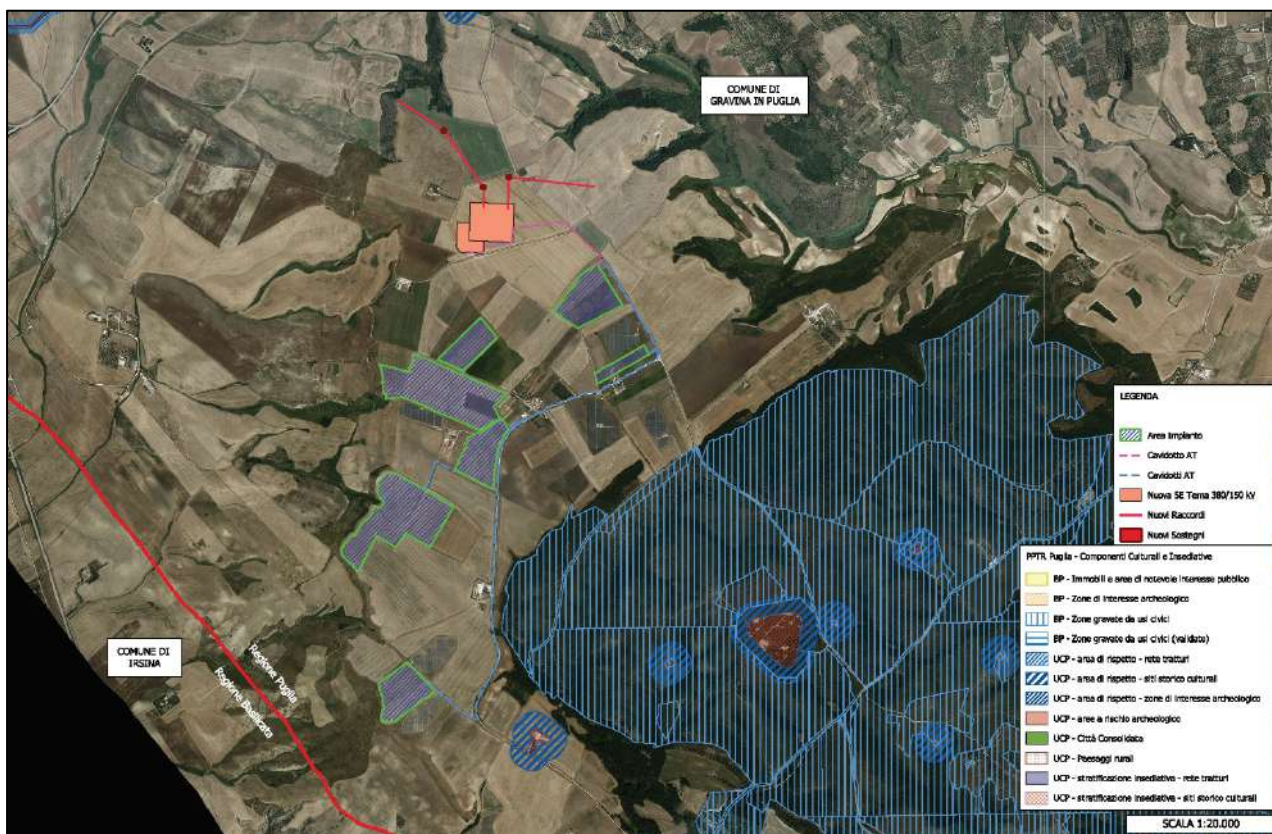 COMUNE DI
GRAVINA IN PUGLIA
LEGENDA
Area Impianto
Cavidotto AT
Cavidotti AT
Nuova SE Terna 380/150 kV
Nuovi Raccordi
Nuovi Sostegni
PPTR Puglia - Componenti Culturali e Insediative
BP - Immobili e area di notevole interesse pubblico
BP - Zone di interesse archeologico
BP - Zone gravate da usi civici
BP - Zone gravate da usi civici (validate)
UCP - area di rispetto - rete tratturi
UCP - area di rispetto - siti storico culturali
UCP - area di rispetto - zone di interesse archeologico
UCP - aree a rischio archeologico
UCP - Città Consolidata
UCP - Paesaggi rurali
UCP - stratificazione insediativa - rete tratturi
UCP - stratificazione insediativa - siti storico culturali
SCALA 1:20.000
COMUNE DI
IRSINA
Regione Puglia
Regione Basilicata